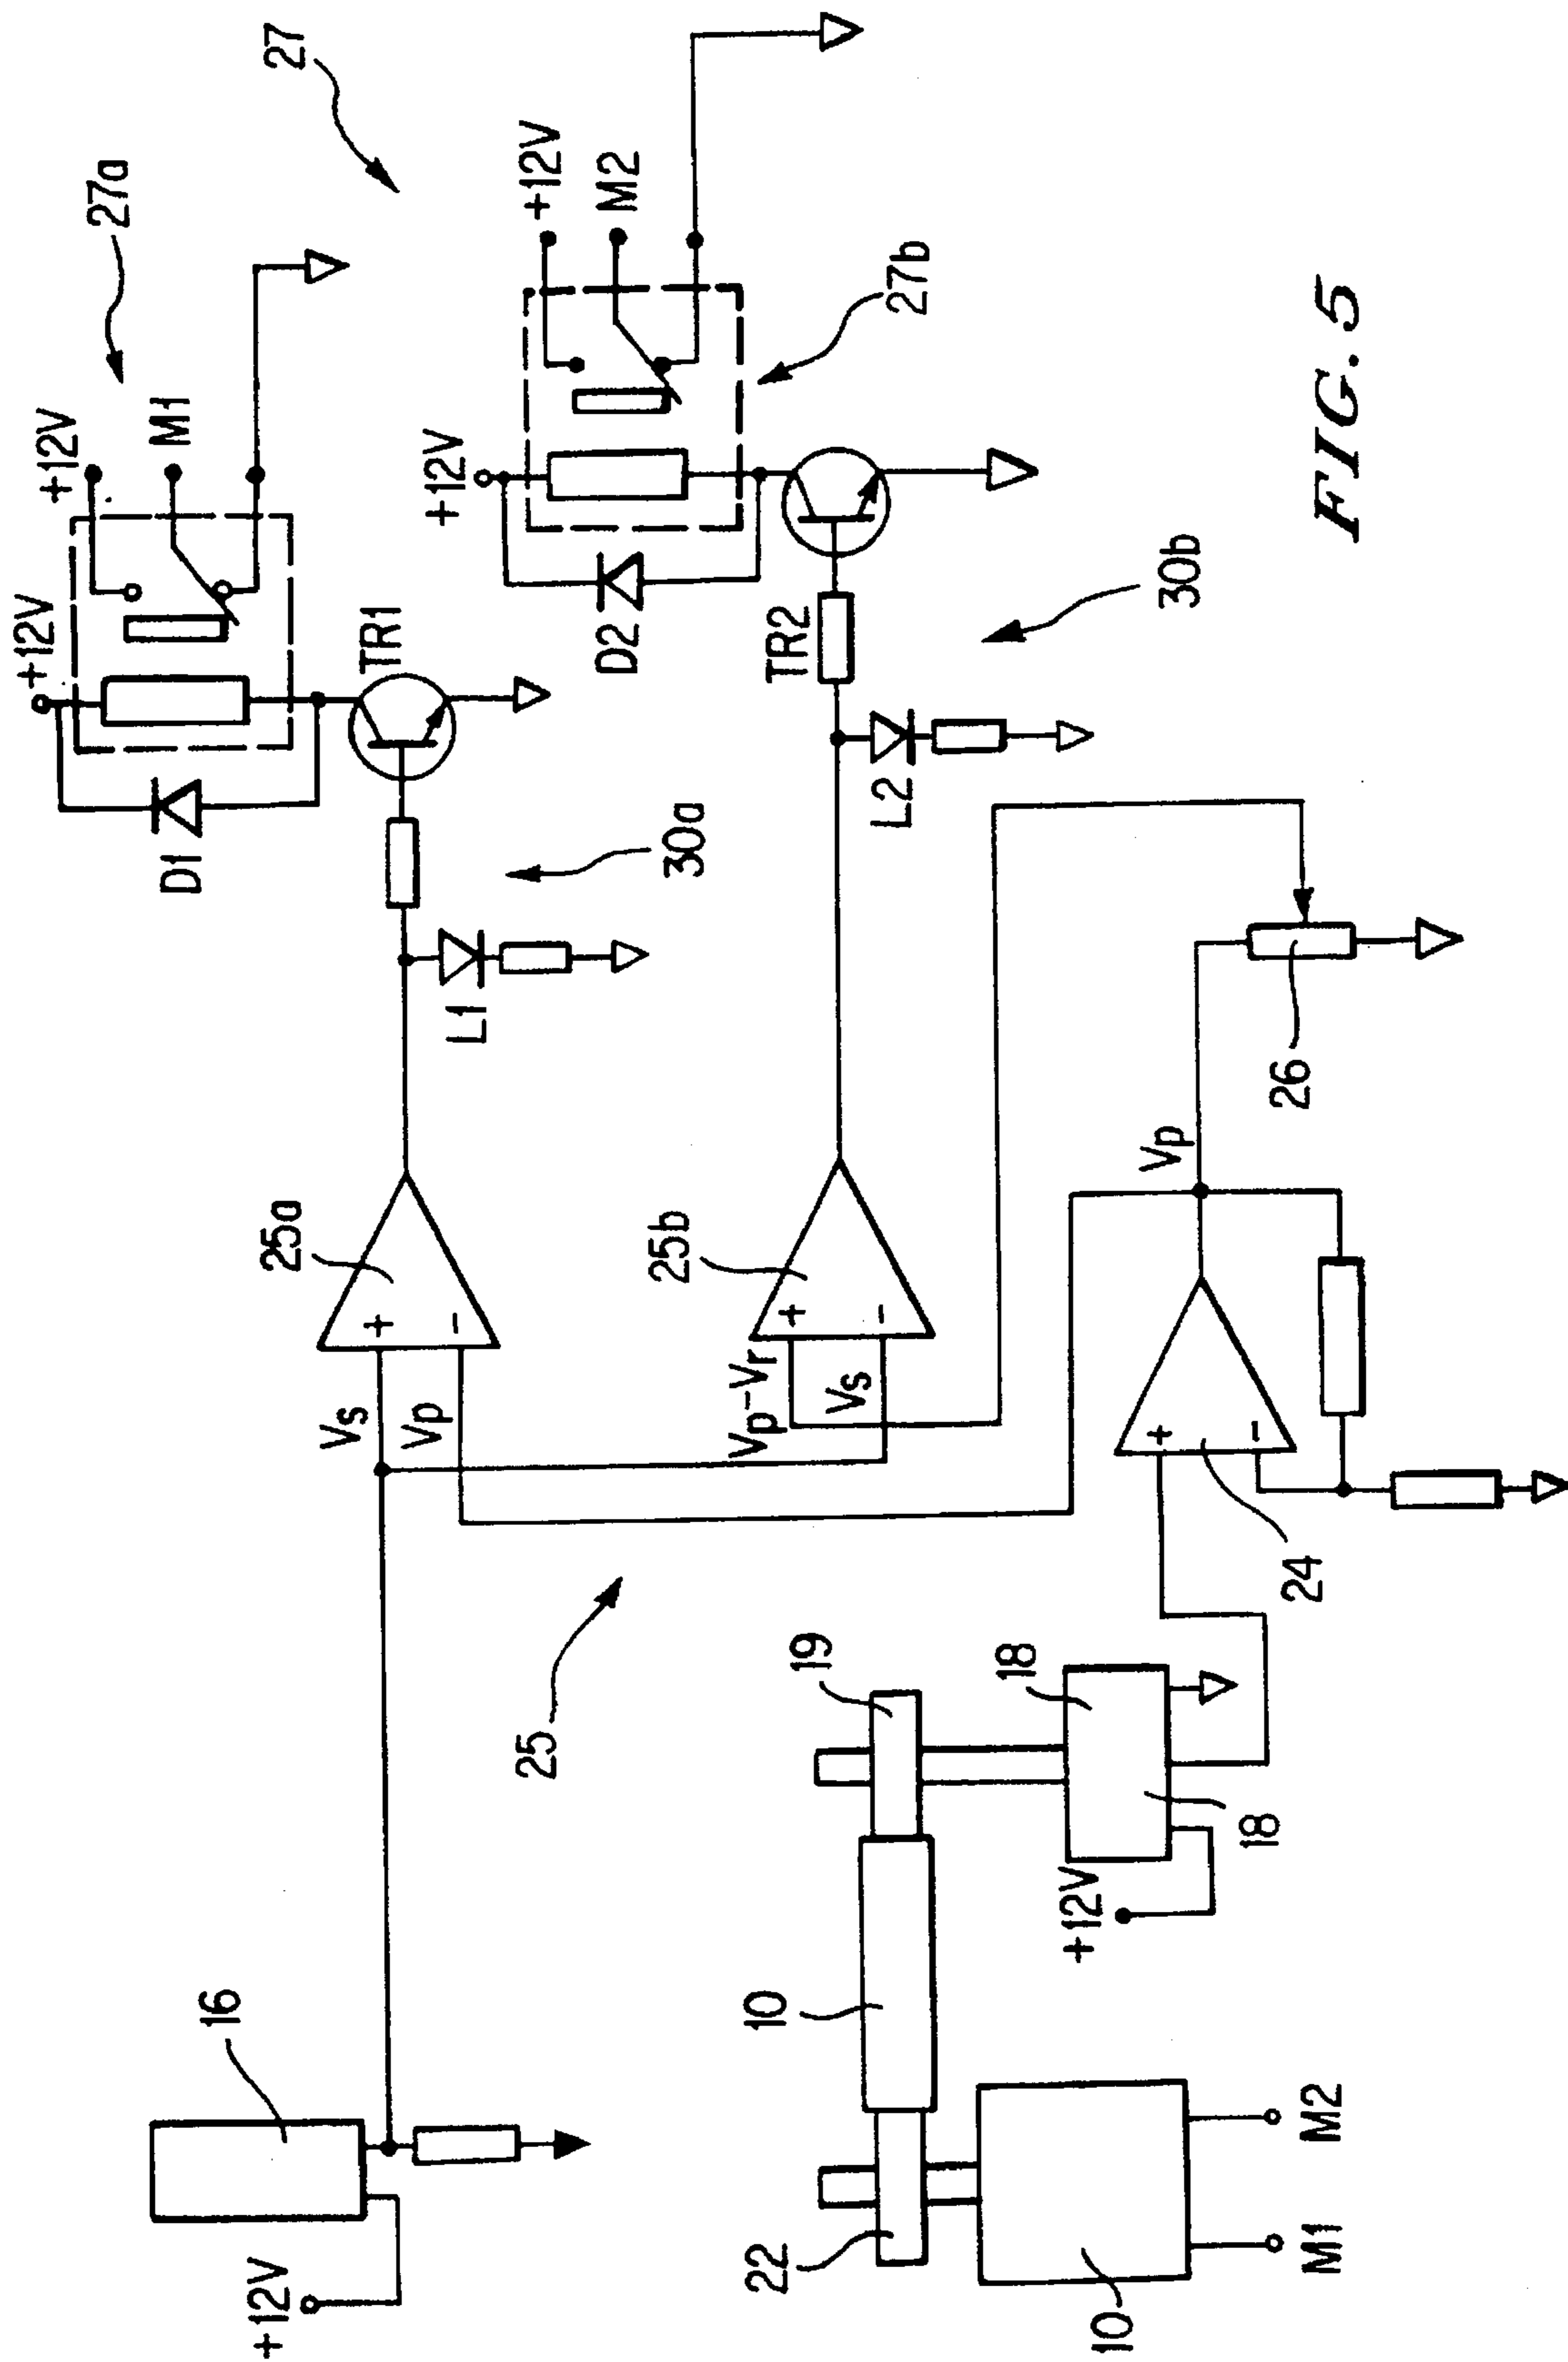 +12V
+12V
27a
M1
D1
16
+12V
25a
27
Vs
+
TR1
Vp
-
+12V
L1
25
+12V
M2
D2
25b
30a
Vp-Vr
+
22
10
TR2
19
Vs
-
L2
27b
18
+12V
10
Vp
30b
+
-
18
26
24
M1 M2
FIG. 5